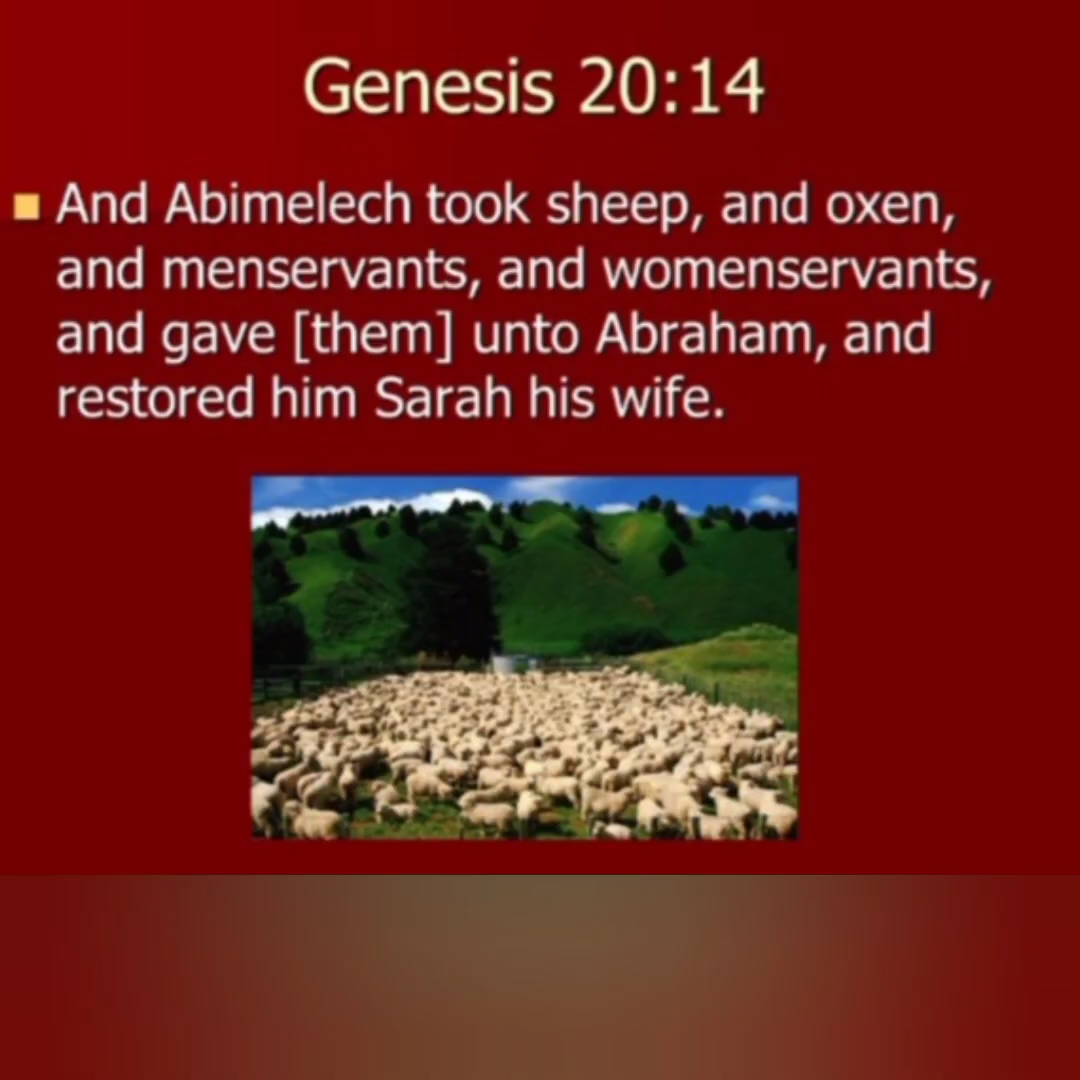 Genesis 20:14
And Abimelech took sheep, and oxen,
and menservants, and womenservants,
and gave [them] unto Abraham, and
restored him Sarah his wife.